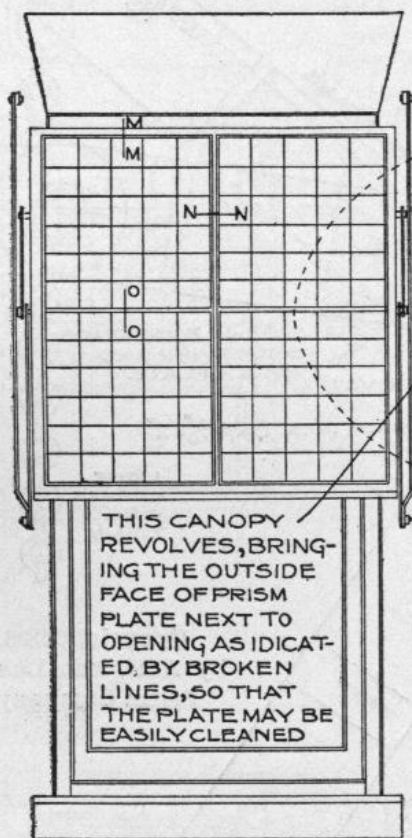 M
M
N N
O
O
THIS CANOPY
REVOLVES, BRING-
ING THE OUTSIDE
FACE OF PRISM
PLATE NEXT TO
OPENING AS IDICAT-
ED BY BROKEN
LINES, SO THAT
THE PLATE MAY BE
EASILY CLEANED